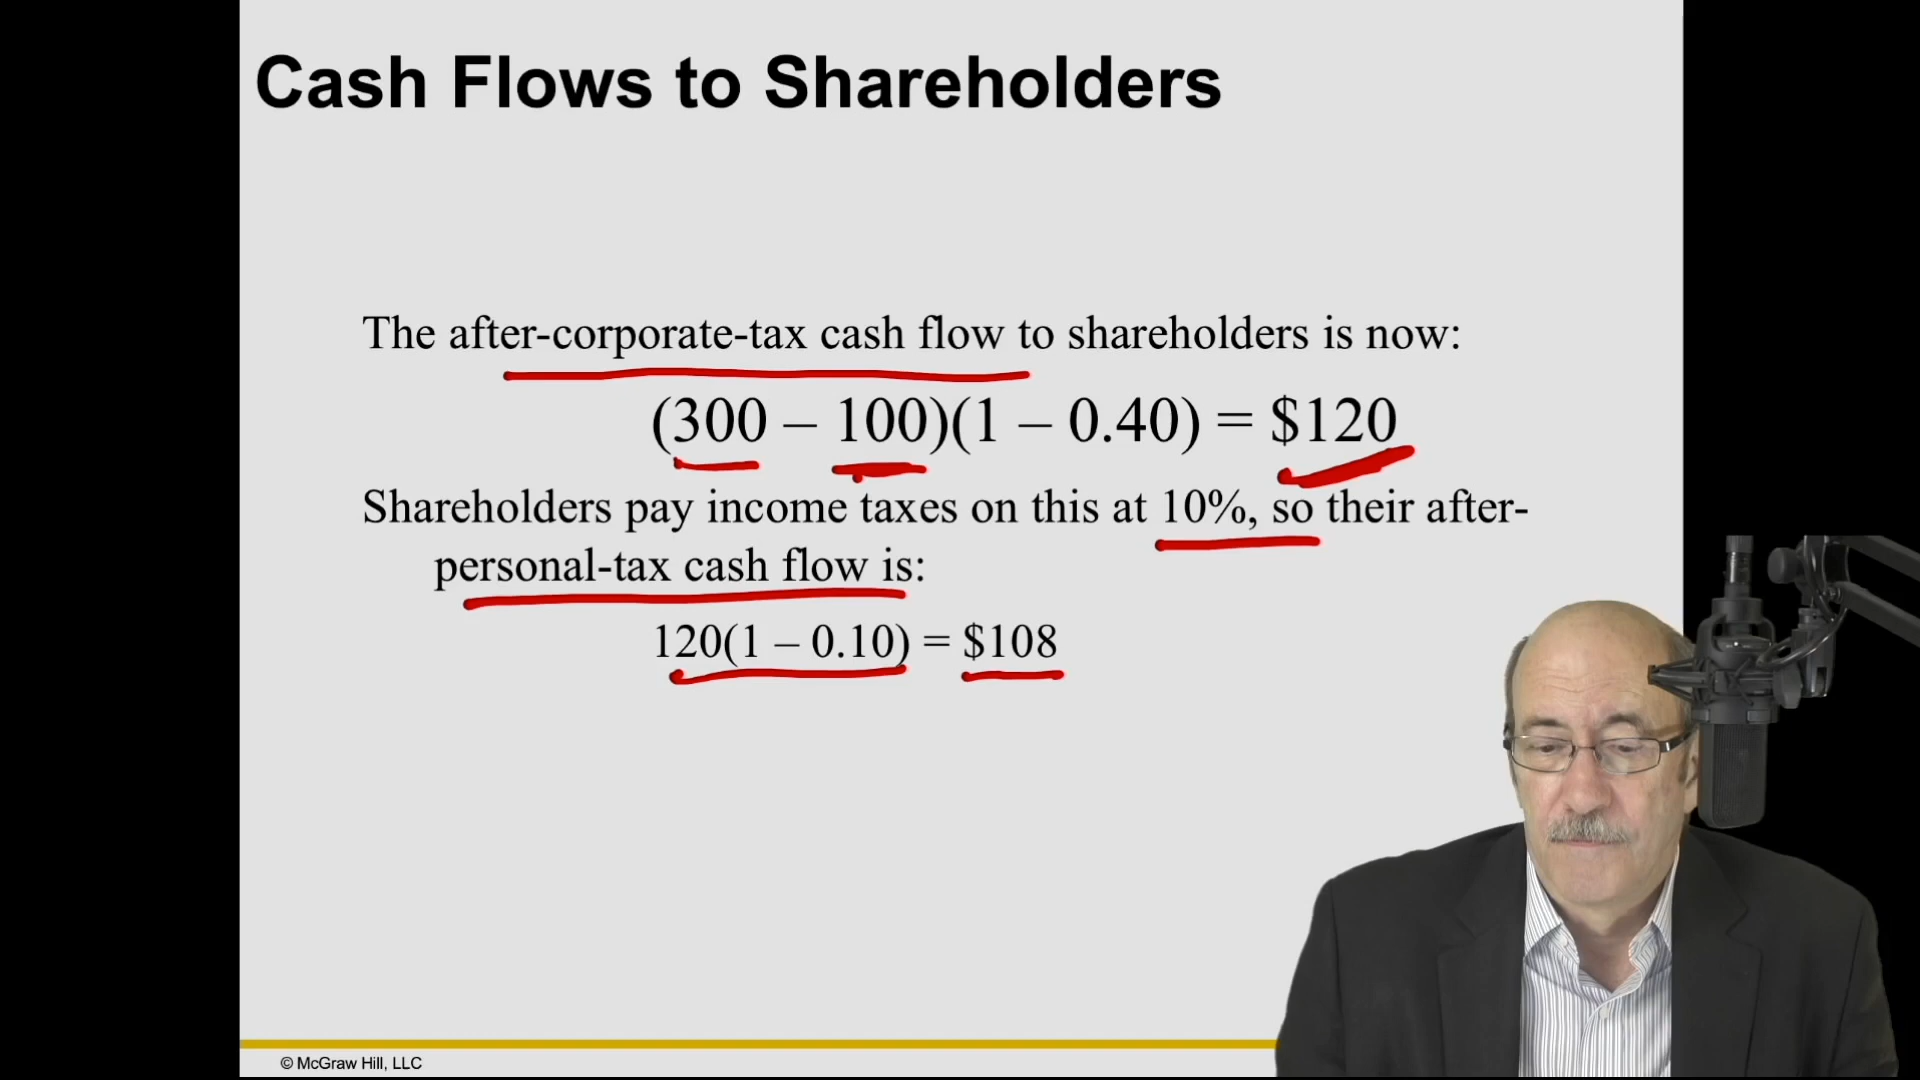 Cash Flows to Shareholders
The after-corporate-tax cash flow to shareholders is now:
(300 – 100)(1 – 0.40) = $120
Shareholders pay income taxes on this at 10%, so their after-
personal-tax cash flow is:
120(1 – 0.10) = $108
© McGraw Hill, LLC